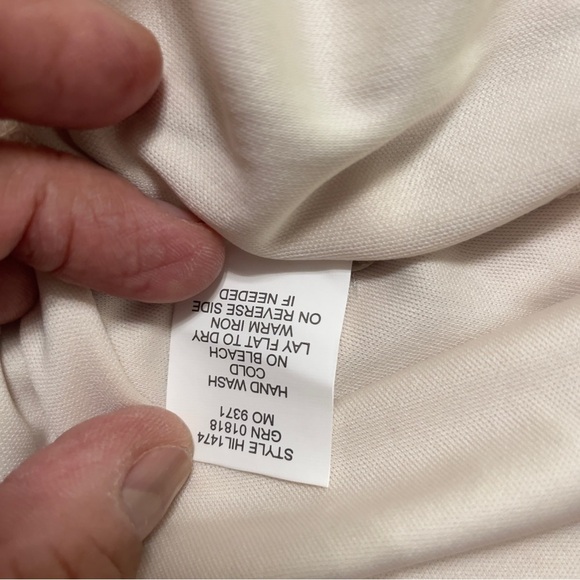 STYLE HIL1474
GRN 01818
MO 9371
HAND WASH
COLD
NO BLEACH
LAY FLAT TO DRY
WARM IRON
ON REVERSE SIDE
IF NEEDED